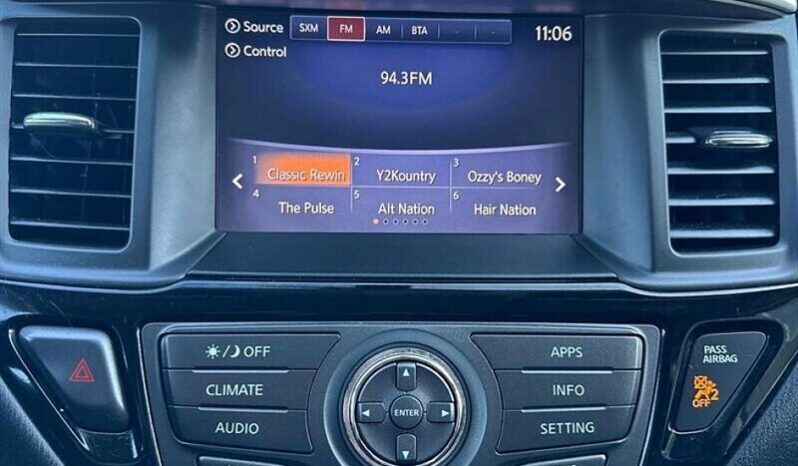 Source SXM FM AM BTA 11:06
Control
94.3FM
1 Classic Rewin 2 Y2Kountry 3 Ozzy's Boney
4 The Pulse 5 Alt Nation 6 Hair Nation
OFF APPS
CLIMATE ENTER INFO
AUDIO SETTING
PASS
AIRBAG
2
OFF